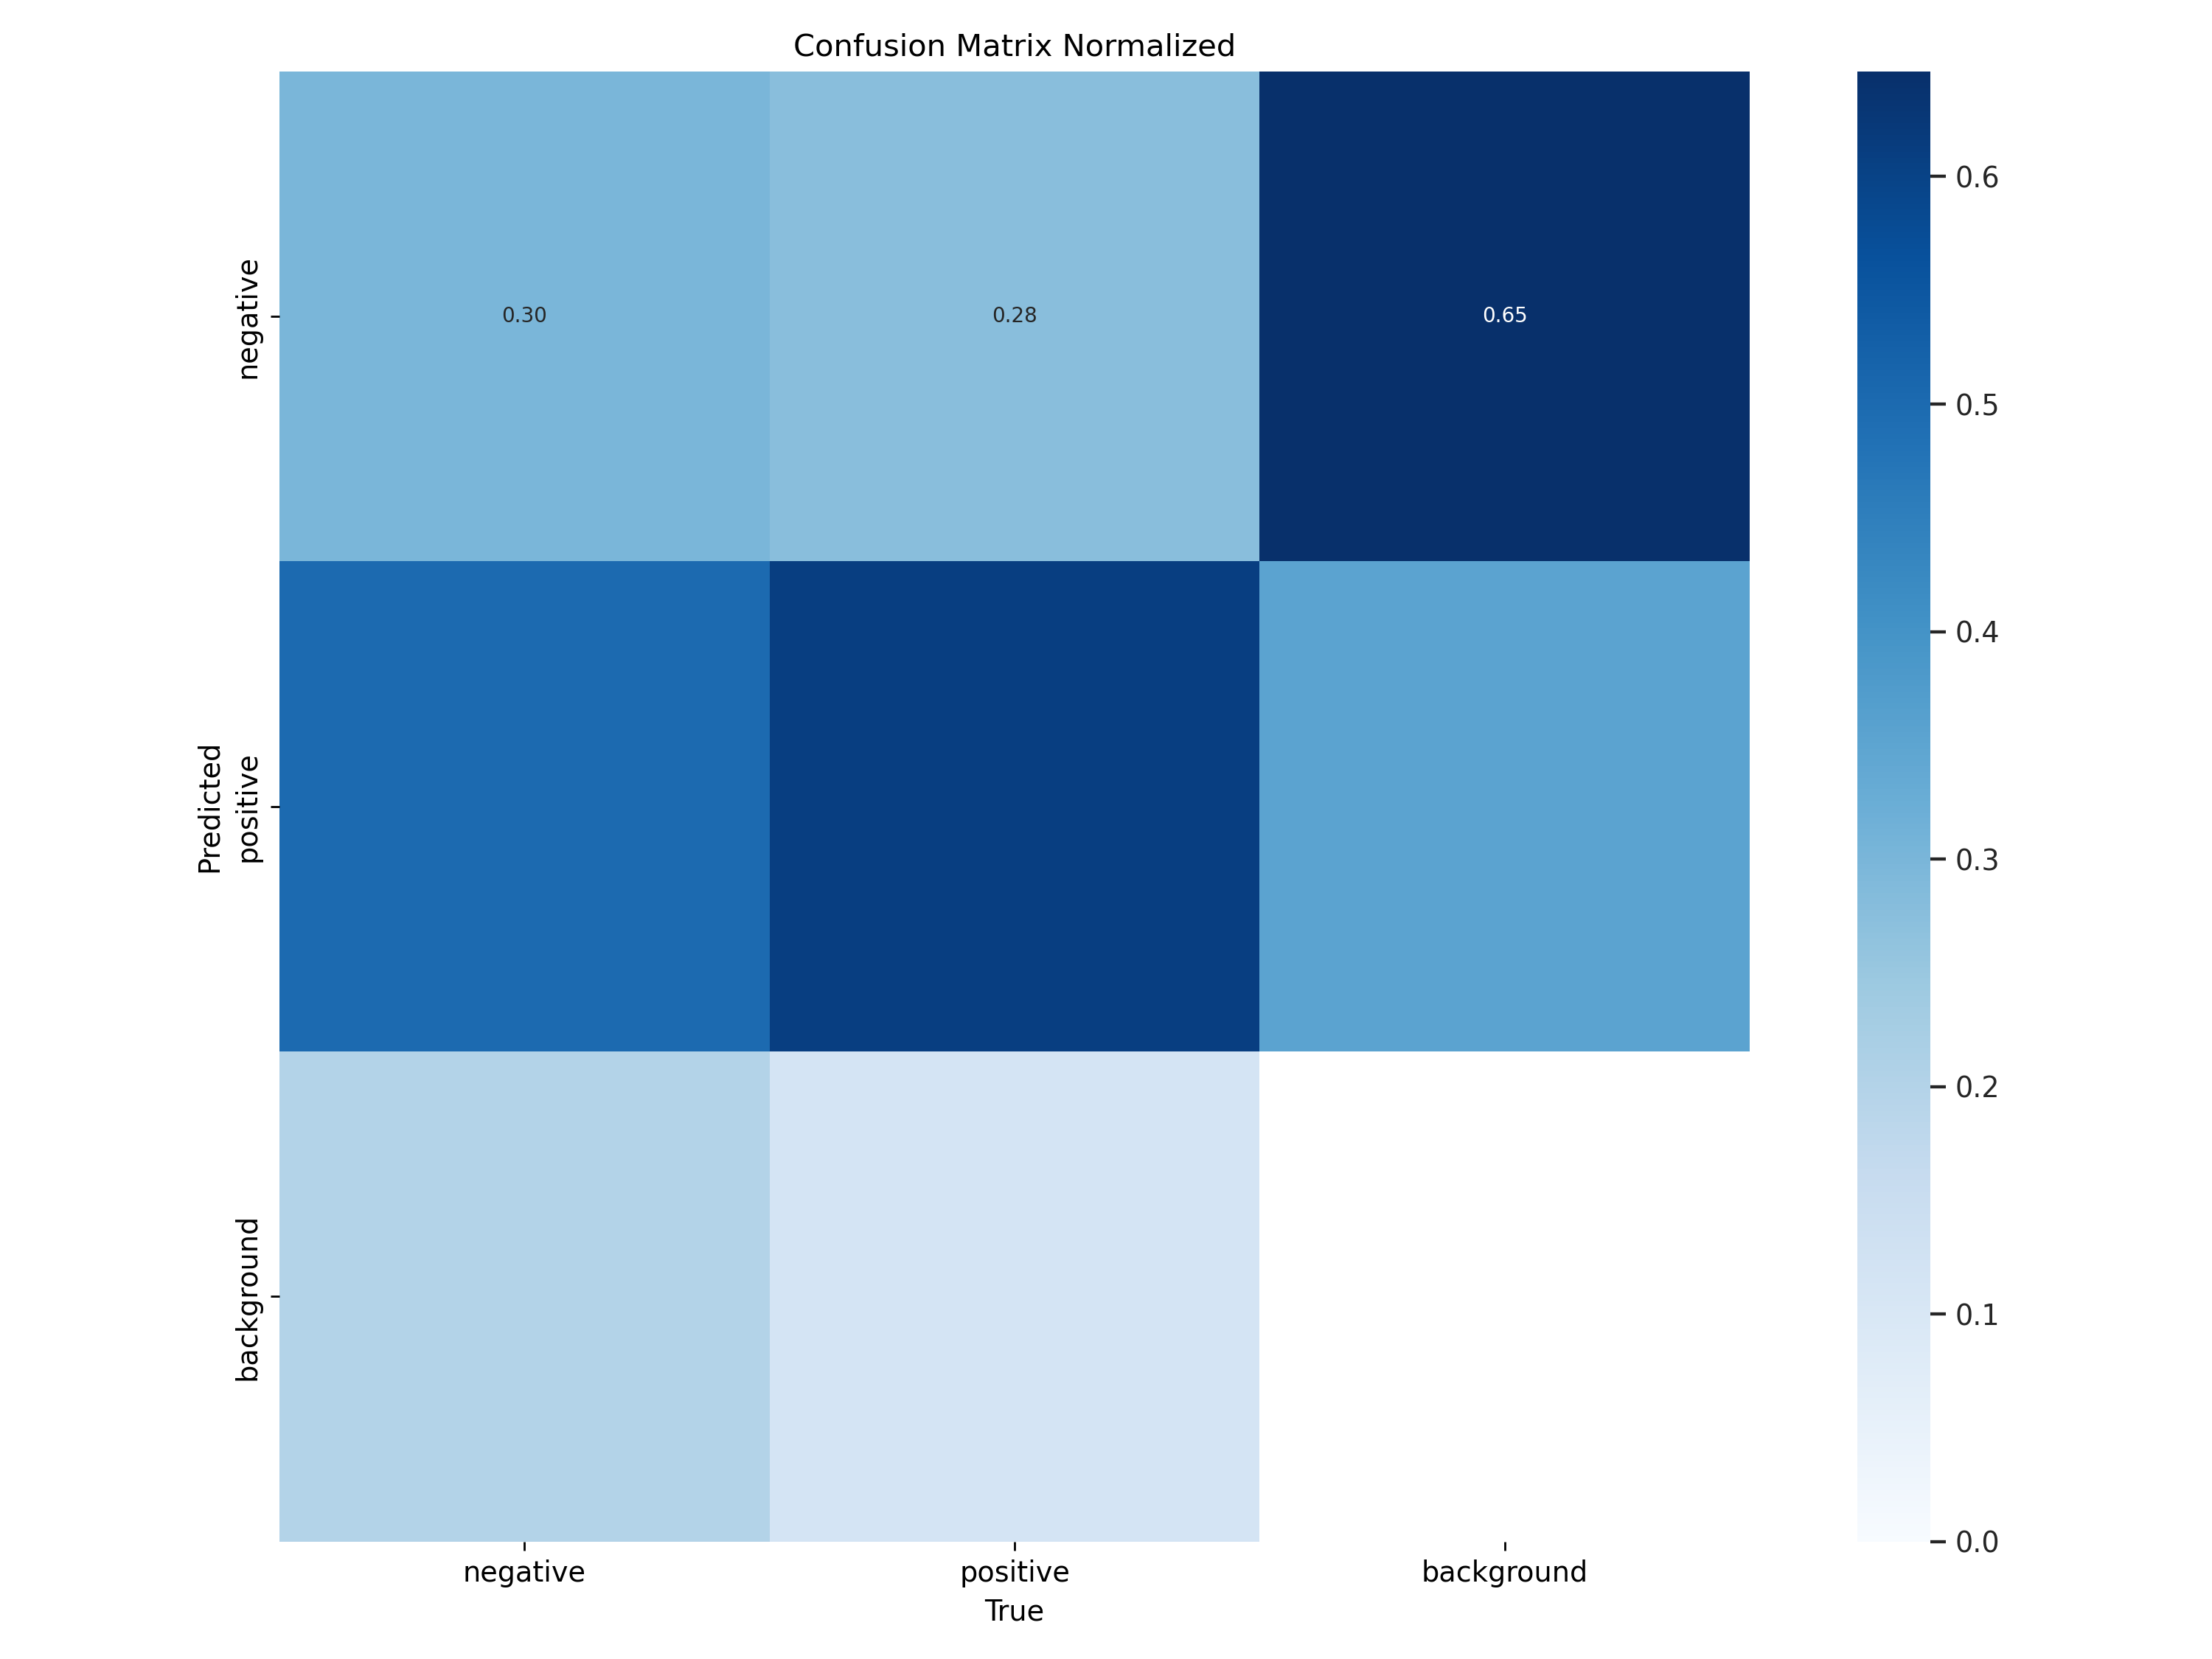 Confusion Matrix Normalized
negative
0.30
0.28
0.65
Predicted
positive
background
negative
positive
background
True
0.6
0.5
0.4
0.3
0.2
0.1
0.0